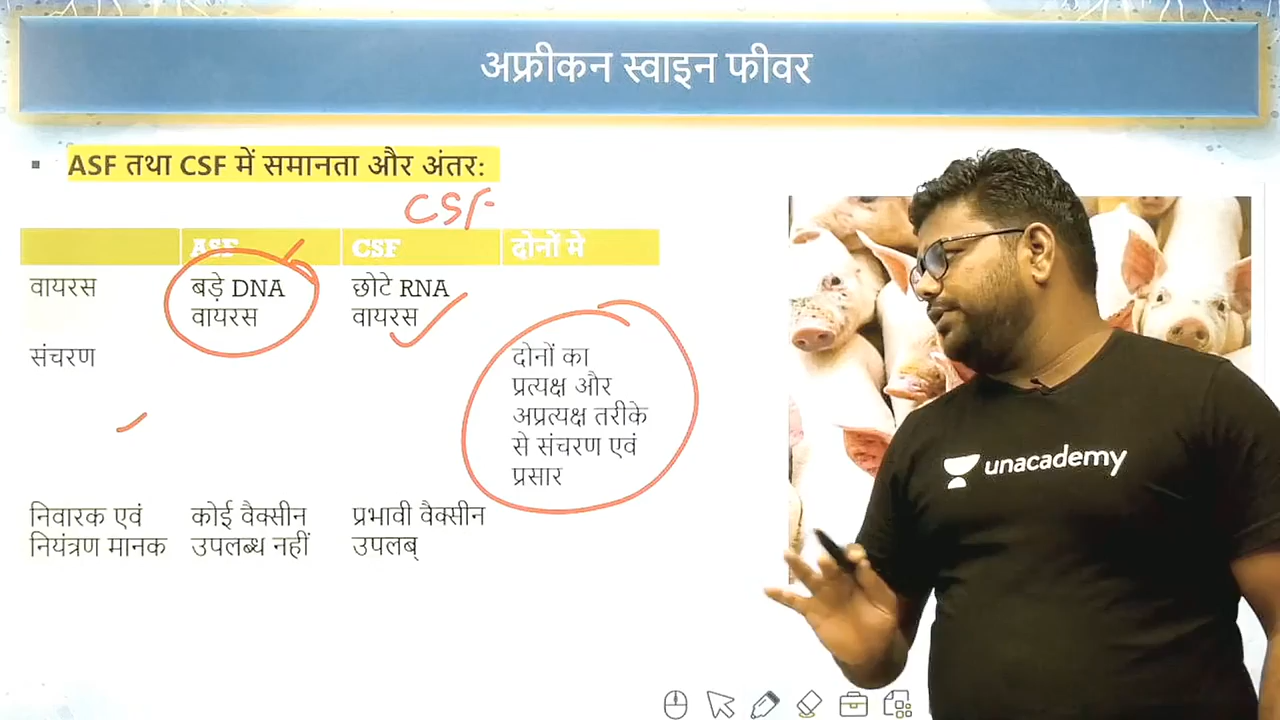 अफ्रीकन स्वाइन फीवर
ASF तथा CSF में समानता और अंतर:
CSF
ASF CSF दोनों मे
वायरस बड़े DNA वायरस छोटे RNA वायरस
संचरण दोनों का
प्रत्यक्ष और
अप्रत्यक्ष तरीके
से संचरण एवं
प्रसार
निवारक एवं कोई वैक्सीन प्रभावी वैक्सीन
नियंत्रण मानक उपलब्ध नहीं उपलब्
unacademy